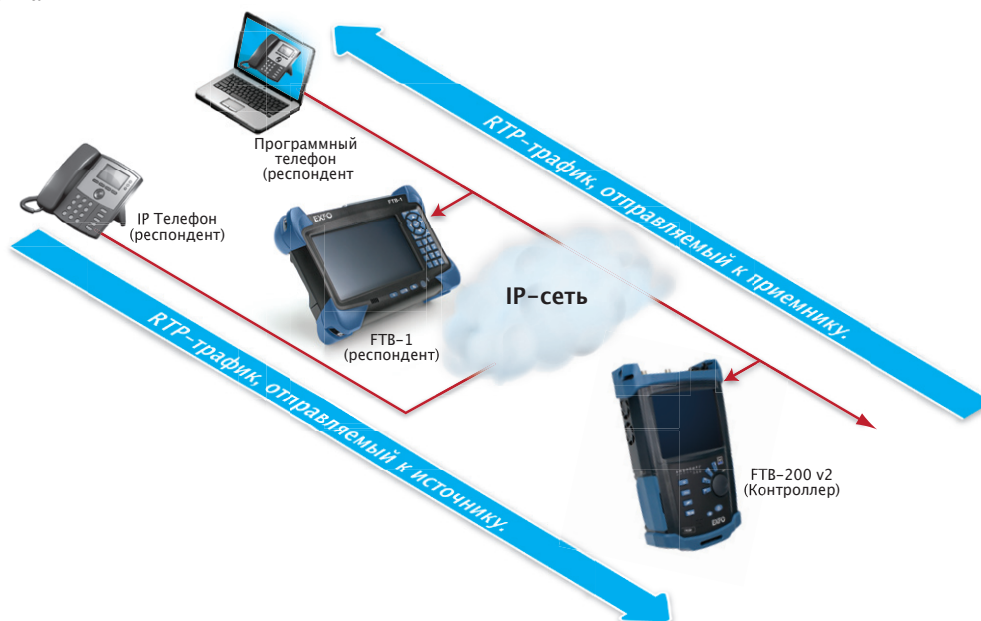 RTP-трафик, отправляемый к приемнику.
Программный
телефон
(респондент
IP Телефон
(респондент)
EXFO
FTB-1
IP-сеть
FTB-1
(респондент)
RTP-трафик, отправляемый к источнику.
FTB-200 v2
(Контроллер)
EXFO